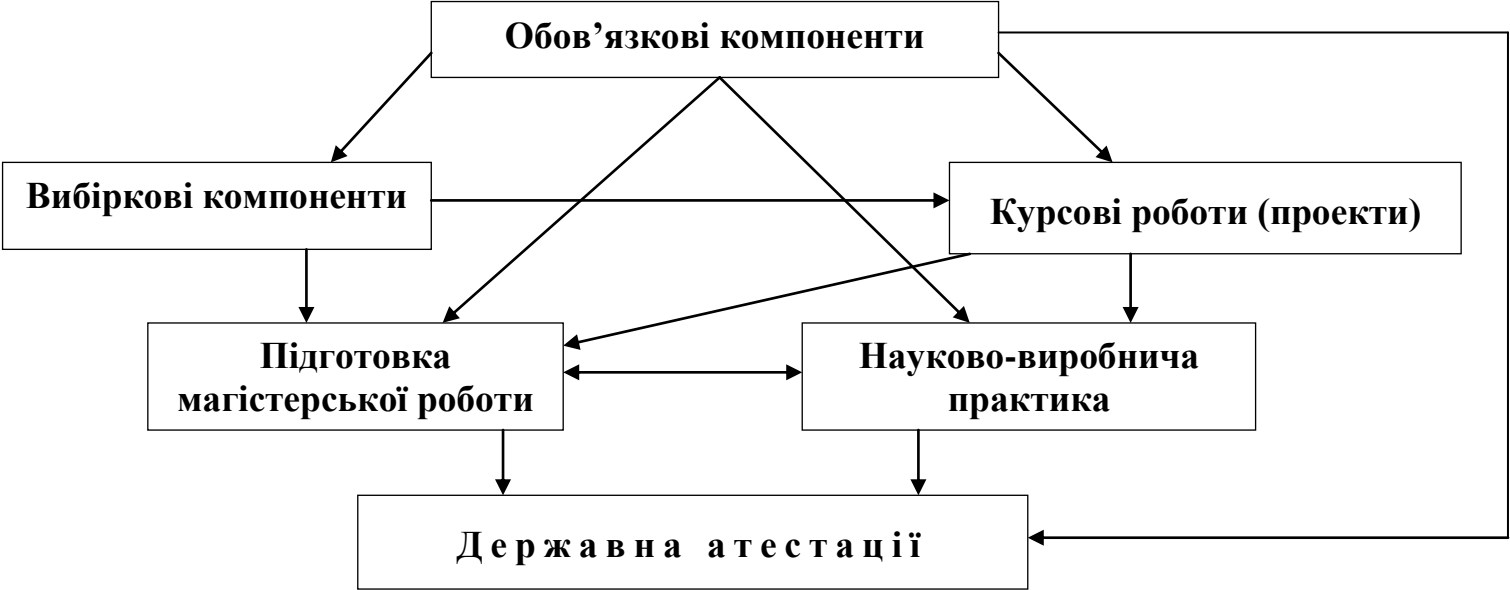 Обов’язкові компоненти
Вибіркові компоненти
Курсові роботи (проекти)
Підготовка
магістерської роботи
Науково-виробнича
практика
Державна атестації